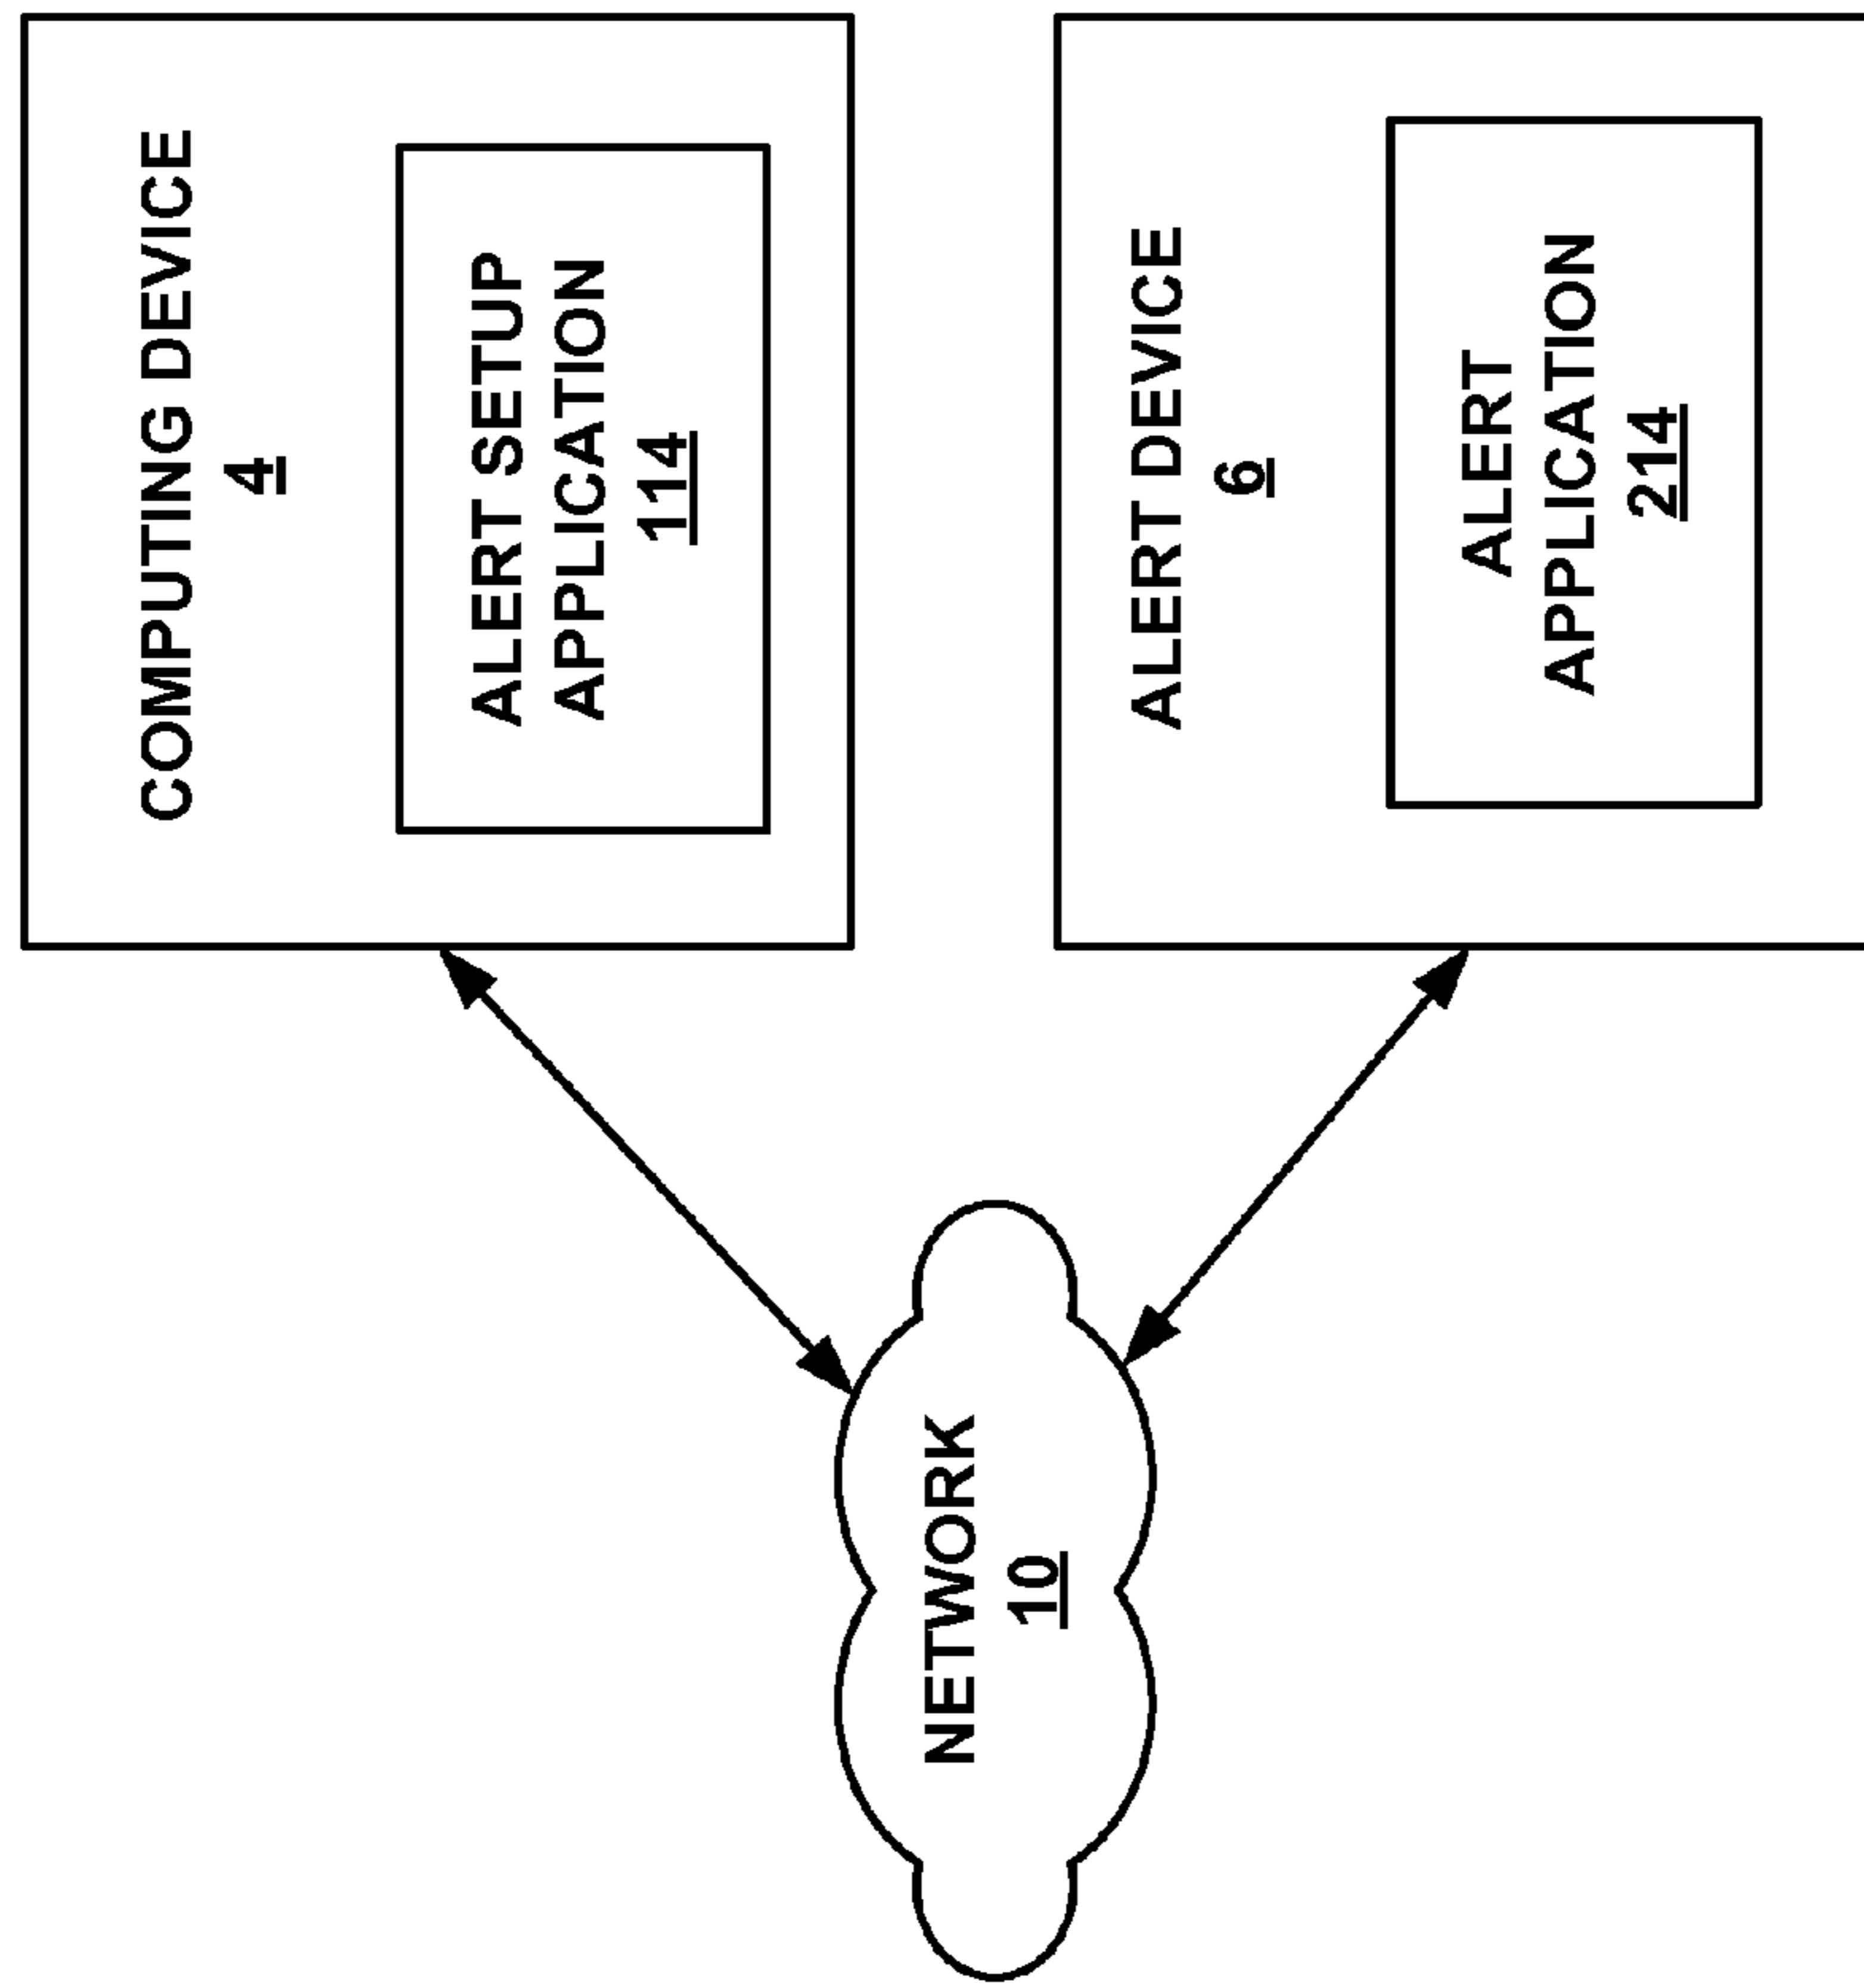 COMPUTING DEVICE
4
ALERT SETUP
APPLICATION
114
ALERT DEVICE
6
ALERT
APPLICATION
214
NETWORK
10